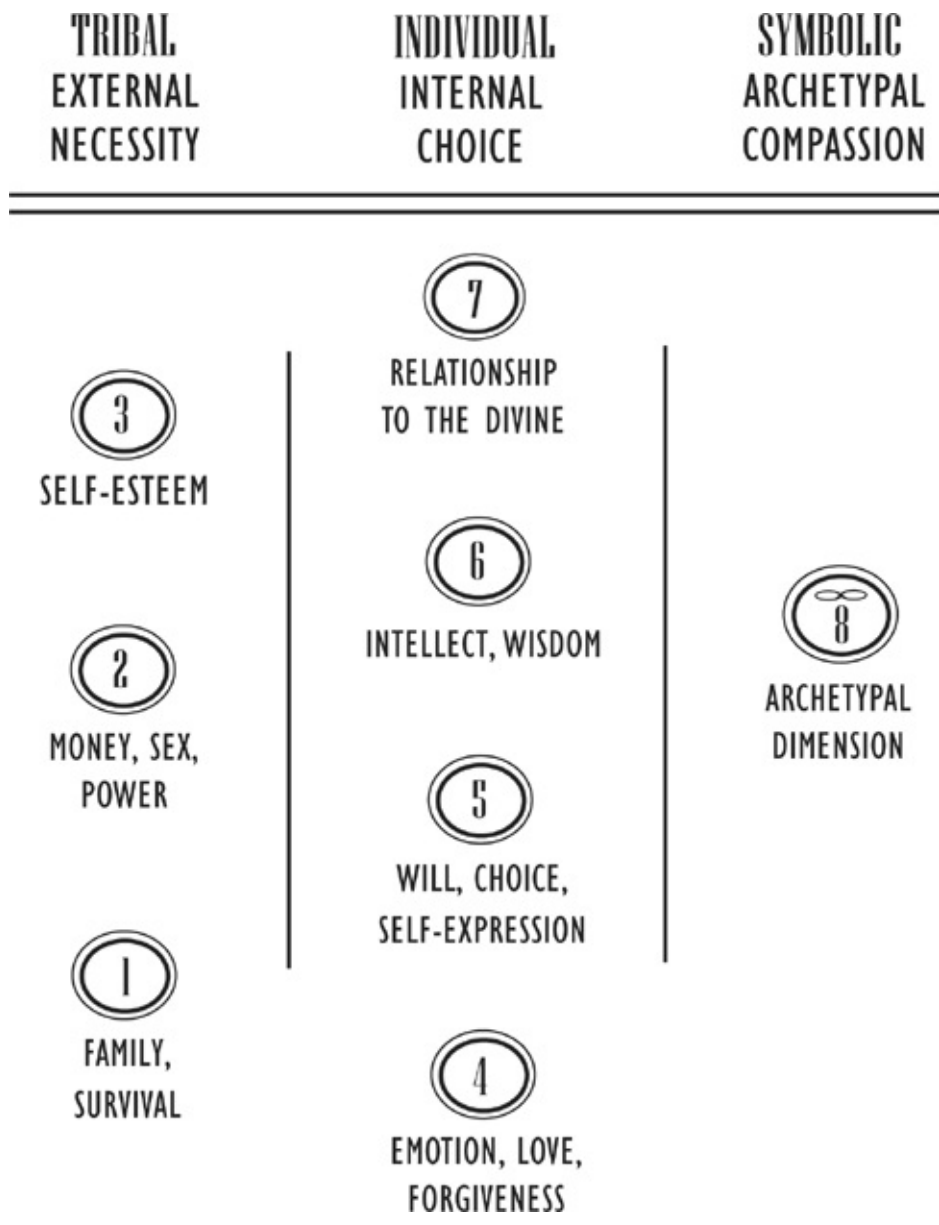 TRIBAL
EXTERNAL
NECESSITY
INDIVIDUAL
INTERNAL
CHOICE
SYMBOLIC
ARCHETYPAL
COMPASSION
3
SELF-ESTEEM
2
MONEY, SEX,
POWER
1
FAMILY,
SURVIVAL
7
RELATIONSHIP
TO THE DIVINE
6
INTELLECT, WISDOM
5
WILL, CHOICE,
SELF-EXPRESSION
4
EMOTION, LOVE,
FORGIVENESS
∞
8
ARCHETYPAL
DIMENSION